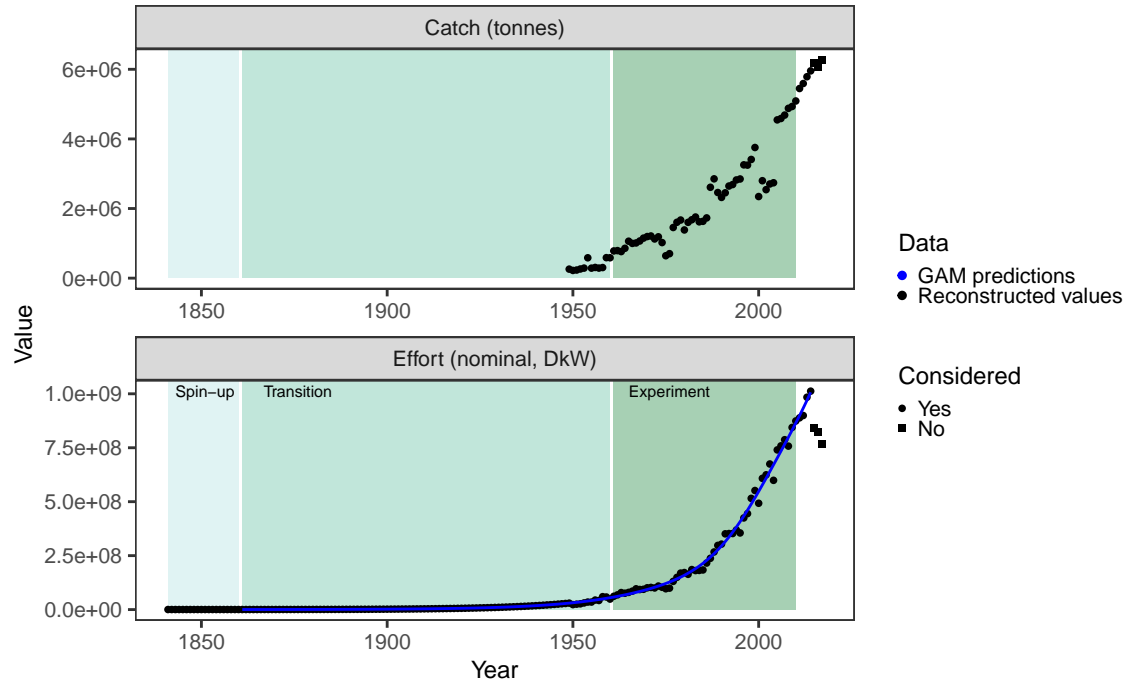 Catch (tonnes)
6e+06
4e+06
2e+06
0e+00
1850 1900 1950 2000
Value
Effort (nominal, DkW)
Spin−up Transition Experiment
1.0e+09
7.5e+08
5.0e+08
2.5e+08
0.0e+00
1850 1900 1950 2000
Year
Data
GAM predictions
Reconstructed values
Considered
Yes
No